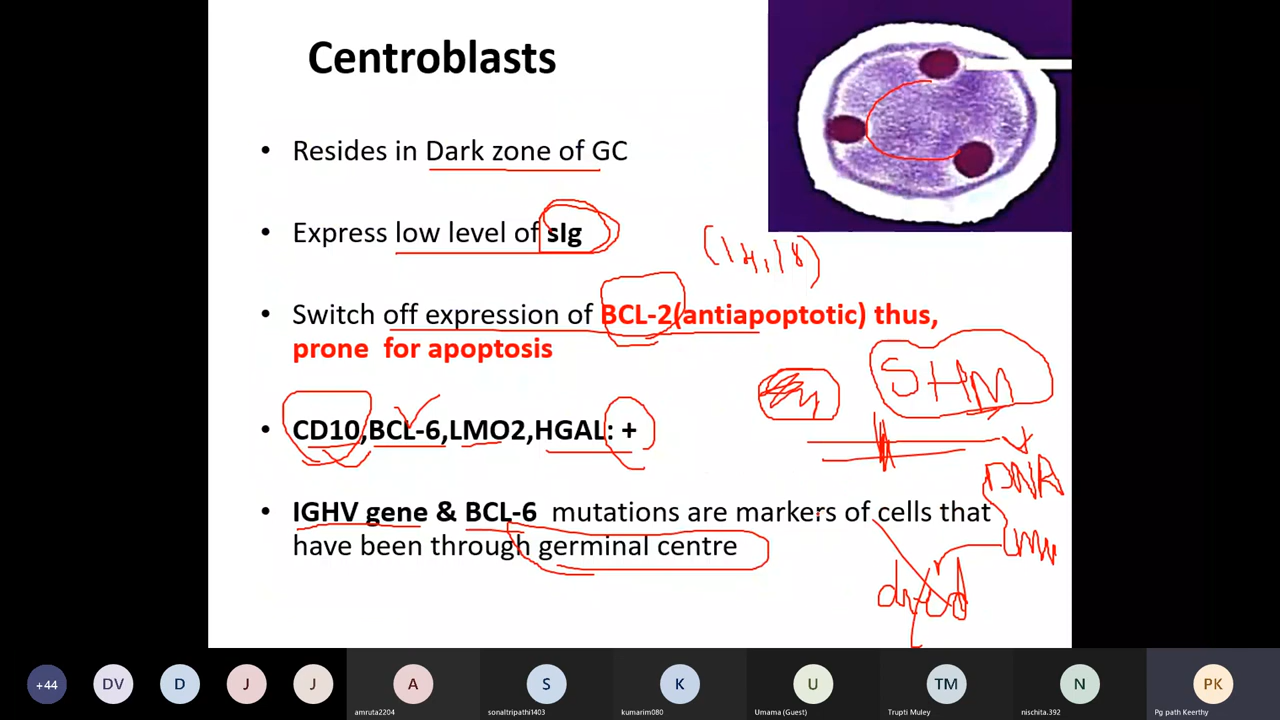 Centroblasts
• Resides in Dark zone of GC
• Express low level of sIg
(14,18)
• Switch off expression of BCL-2(antiapoptotic) thus,
prone for apoptosis
SHM
• CD10,BCL-6,LMO2,HGAL: +
DNA
• IGHV gene & BCL-6 mutations are markers of cells that
have been through germinal centre
+44
DV
D
J
J
A
S
K
U
TM
N
PK
amruta2204
sonaltripathi1403
kumarim080
Umama (Guest)
Trupti Muley
nischita.392
Pg path Keerthy